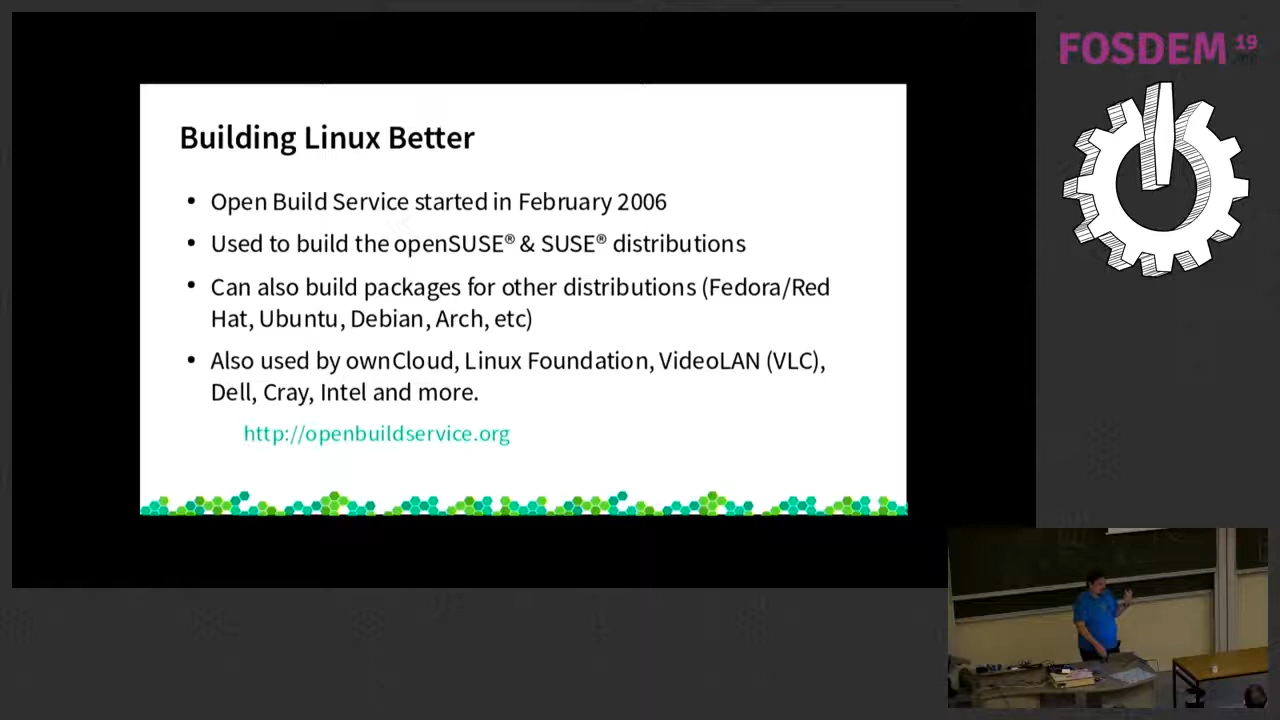 FOSDEM 19
Building Linux Better
• Open Build Service started in February 2006
• Used to build the openSUSE® & SUSE® distributions
• Can also build packages for other distributions (Fedora/Red
Hat, Ubuntu, Debian, Arch, etc)
• Also used by ownCloud, Linux Foundation, VideoLAN (VLC),
Dell, Cray, Intel and more.
http://openbuildservice.org